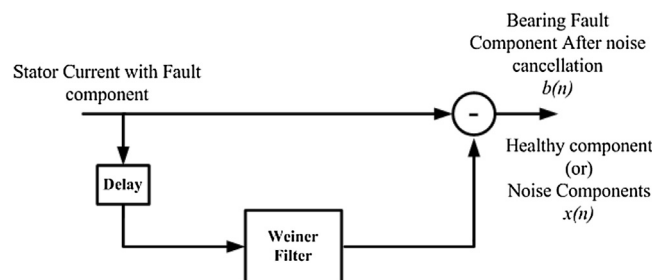 Bearing Fault
Component After noise
cancellation
b(n)
Stator Current with Fault
component
-
Healthy component
(or)
Noise Components
x(n)
Delay
Weiner
Filter